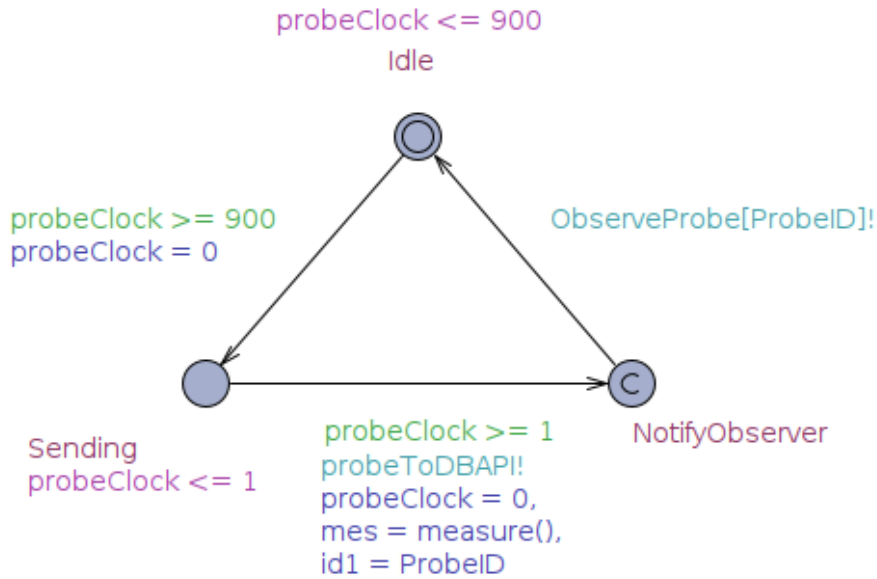 probeClock <= 900
Idle
probeClock >= 900
probeClock = 0
ObserveProbe[ProbeID]!
C
Sending
probeClock <= 1
probeClock >= 1
probeToDBAPI!
probeClock = 0,
mes = measure(),
id1 = ProbeID
NotifyObserver